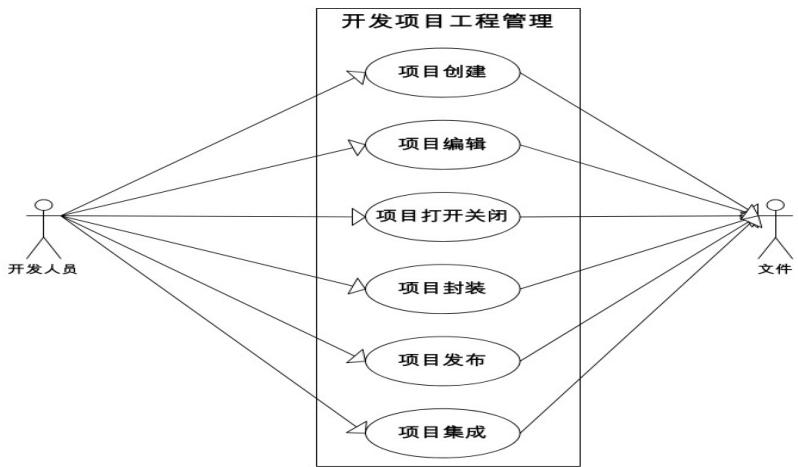 开发项目工程管理
项目创建
项目编辑
项目打开关闭
项目封装
项目发布
项目集成
开发人员
文件